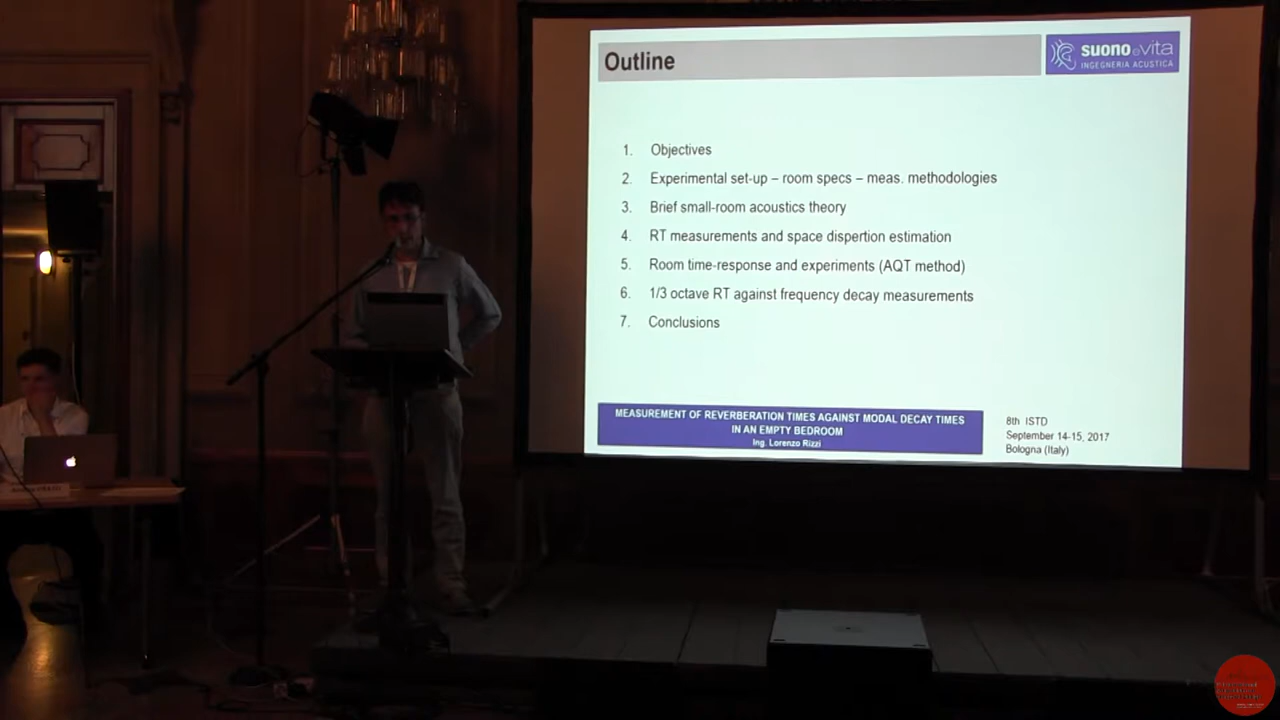 Outline
suonoeVita
INGEGNERIA ACUSTICA
1. Objectives
2. Experimental set-up – room specs – meas. methodologies
3. Brief small-room acoustics theory
4. RT measurements and space dispertion estimation
5. Room time-response and experiments (AQT method)
6. 1/3 octave RT against frequency decay measurements
7. Conclusions
MEASUREMENT OF REVERBERATION TIMES AGAINST MODAL DECAY TIMES
IN AN EMPTY BEDROOM
Ing. Lorenzo Rizzi
8th ISTD
September 14-15, 2017
Bologna (Italy)